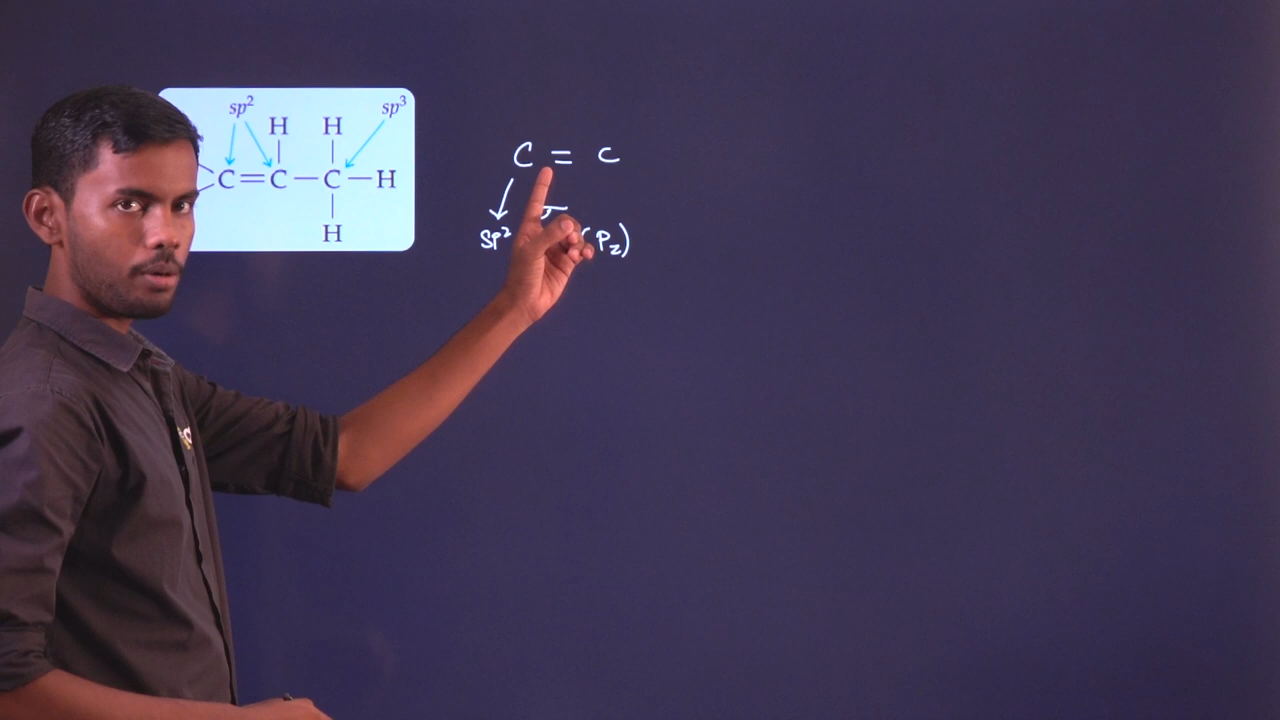 sp² sp³
H H
C=C—C—H
H
C = C
σ
sp² (Pz)